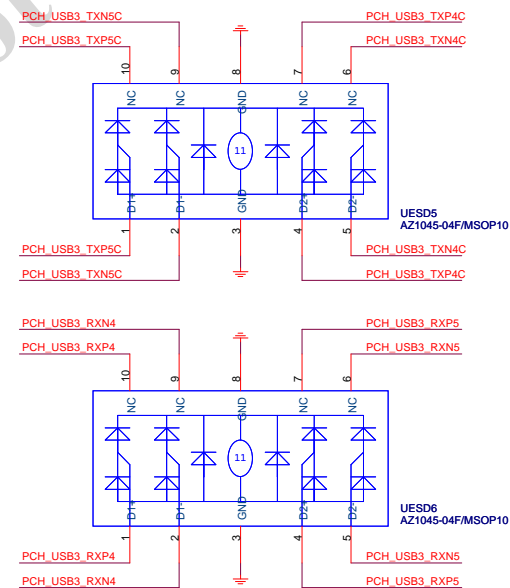 PCH_USB3_TXN5C PCH_USB3_TXP4C
PCH_USB3_TXP5C PCH_USB3_TXN4C
10 9 8 7 6
NC NC GND NC NC
11
D1+ D1- GND D2+ D2-
UESD5
AZ1045-04F/MSOP10
1 2 3 4 5
PCH_USB3_TXP5C PCH_USB3_TXN4C
PCH_USB3_TXN5C PCH_USB3_TXP4C
PCH_USB3_RXN4 PCH_USB3_RXP5
PCH_USB3_RXP4 PCH_USB3_RXN5
10 9 8 7 6
NC NC GND NC NC
11
D1+ D1- GND D2+ D2-
UESD6
AZ1045-04F/MSOP10
1 2 3 4 5
PCH_USB3_RXP4 PCH_USB3_RXN5
PCH_USB3_RXN4 PCH_USB3_RXP5